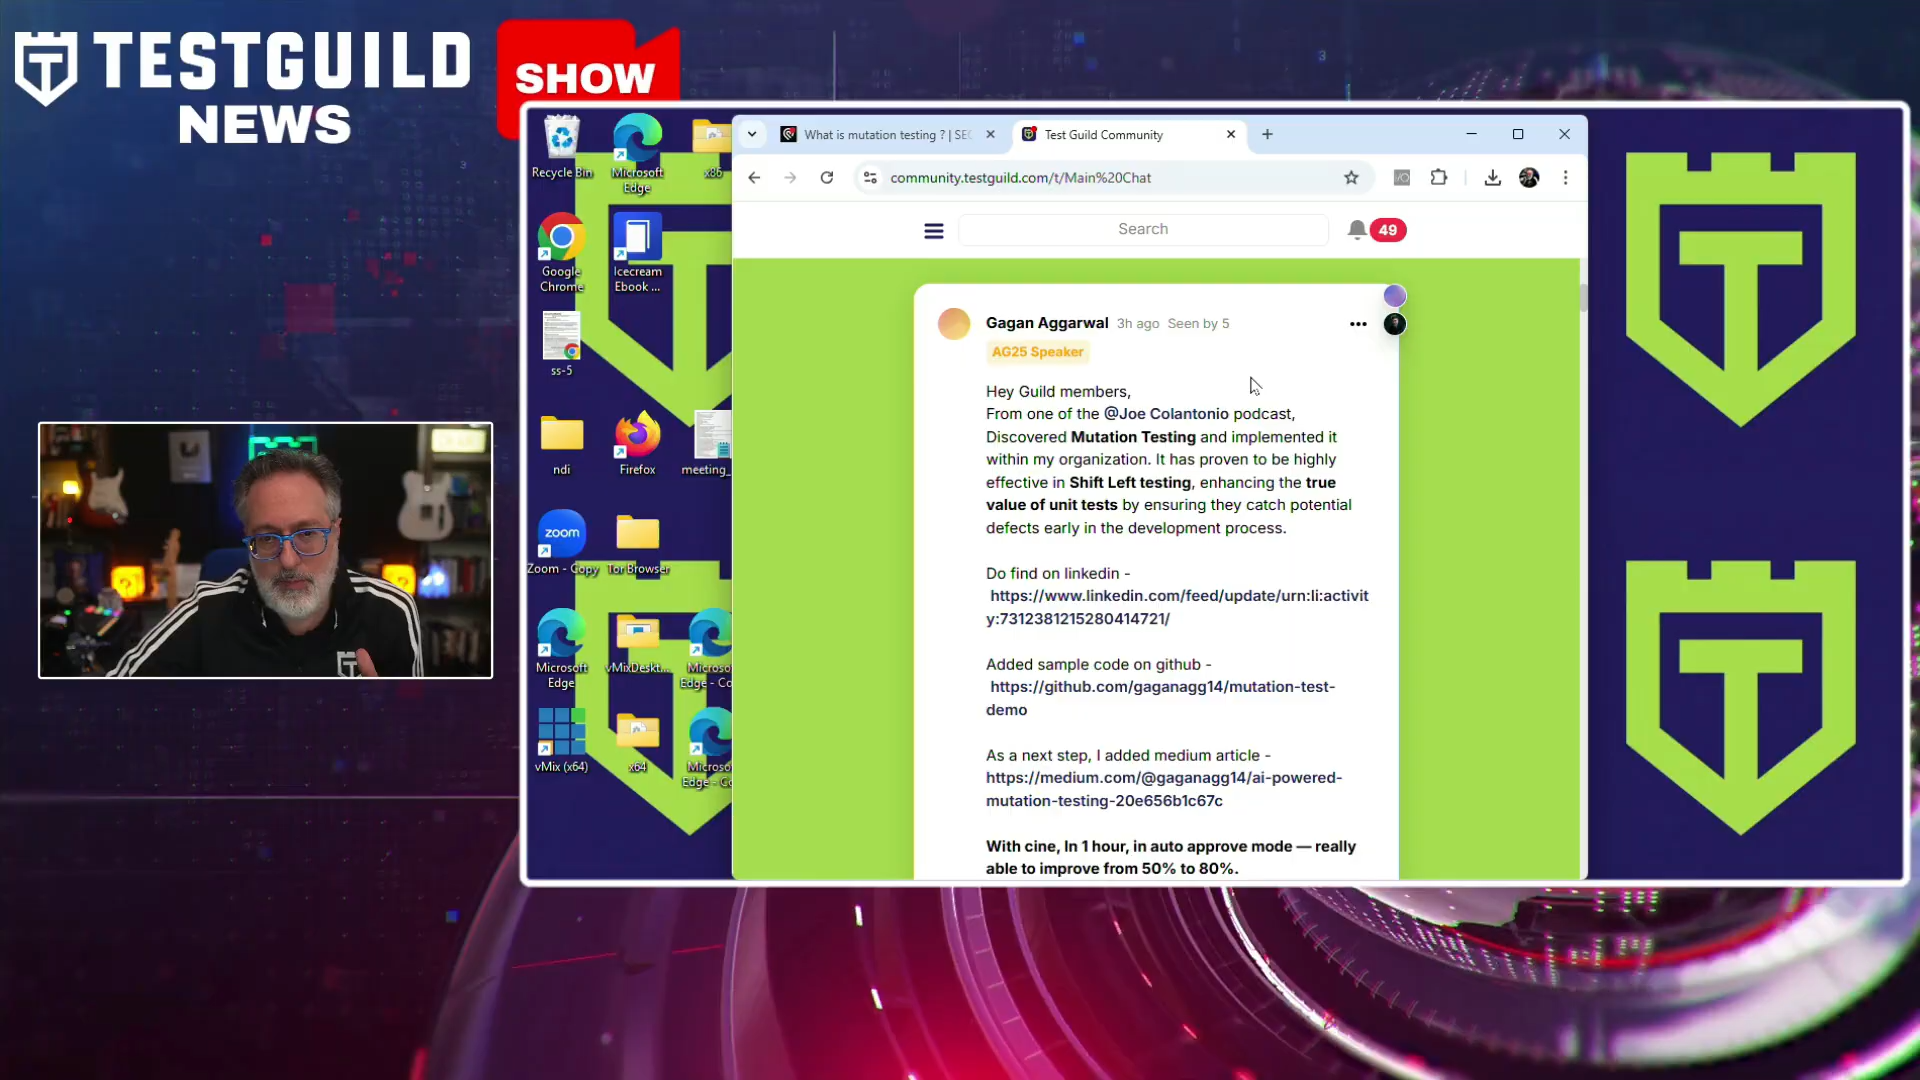 TESTGUILD
NEWS
SHOW
Recycle Bin
Microsoft
Edge
x86
Google
Chrome
Icecream
Ebook ...
ss-5
ndi
Firefox
meeting_
zoom
Zoom - Copy
Tor Browser
Microsoft
Edge
vMixDeskt...
Microso
Edge - Co
vMix (x64)
x64
Microso
Edge - Co
What is mutation testing ? | SEC
Test Guild Community
community.testguild.com/t/Main%20Chat
Search
49
Gagan Aggarwal 3h ago Seen by 5
AG25 Speaker
Hey Guild members,
From one of the @Joe Colantonio podcast,
Discovered Mutation Testing and implemented it
within my organization. It has proven to be highly
effective in Shift Left testing, enhancing the true
value of unit tests by ensuring they catch potential
defects early in the development process.
Do find on linkedin -
https://www.linkedin.com/feed/update/urn:li:activit
y:7312381215280414721/
Added sample code on github -
https://github.com/gaganagg14/mutation-test-
demo
As a next step, I added medium article -
https://medium.com/@gaganagg14/ai-powered-
mutation-testing-20e656b1c67c
With cine, In 1 hour, in auto approve mode — really
able to improve from 50% to 80%.